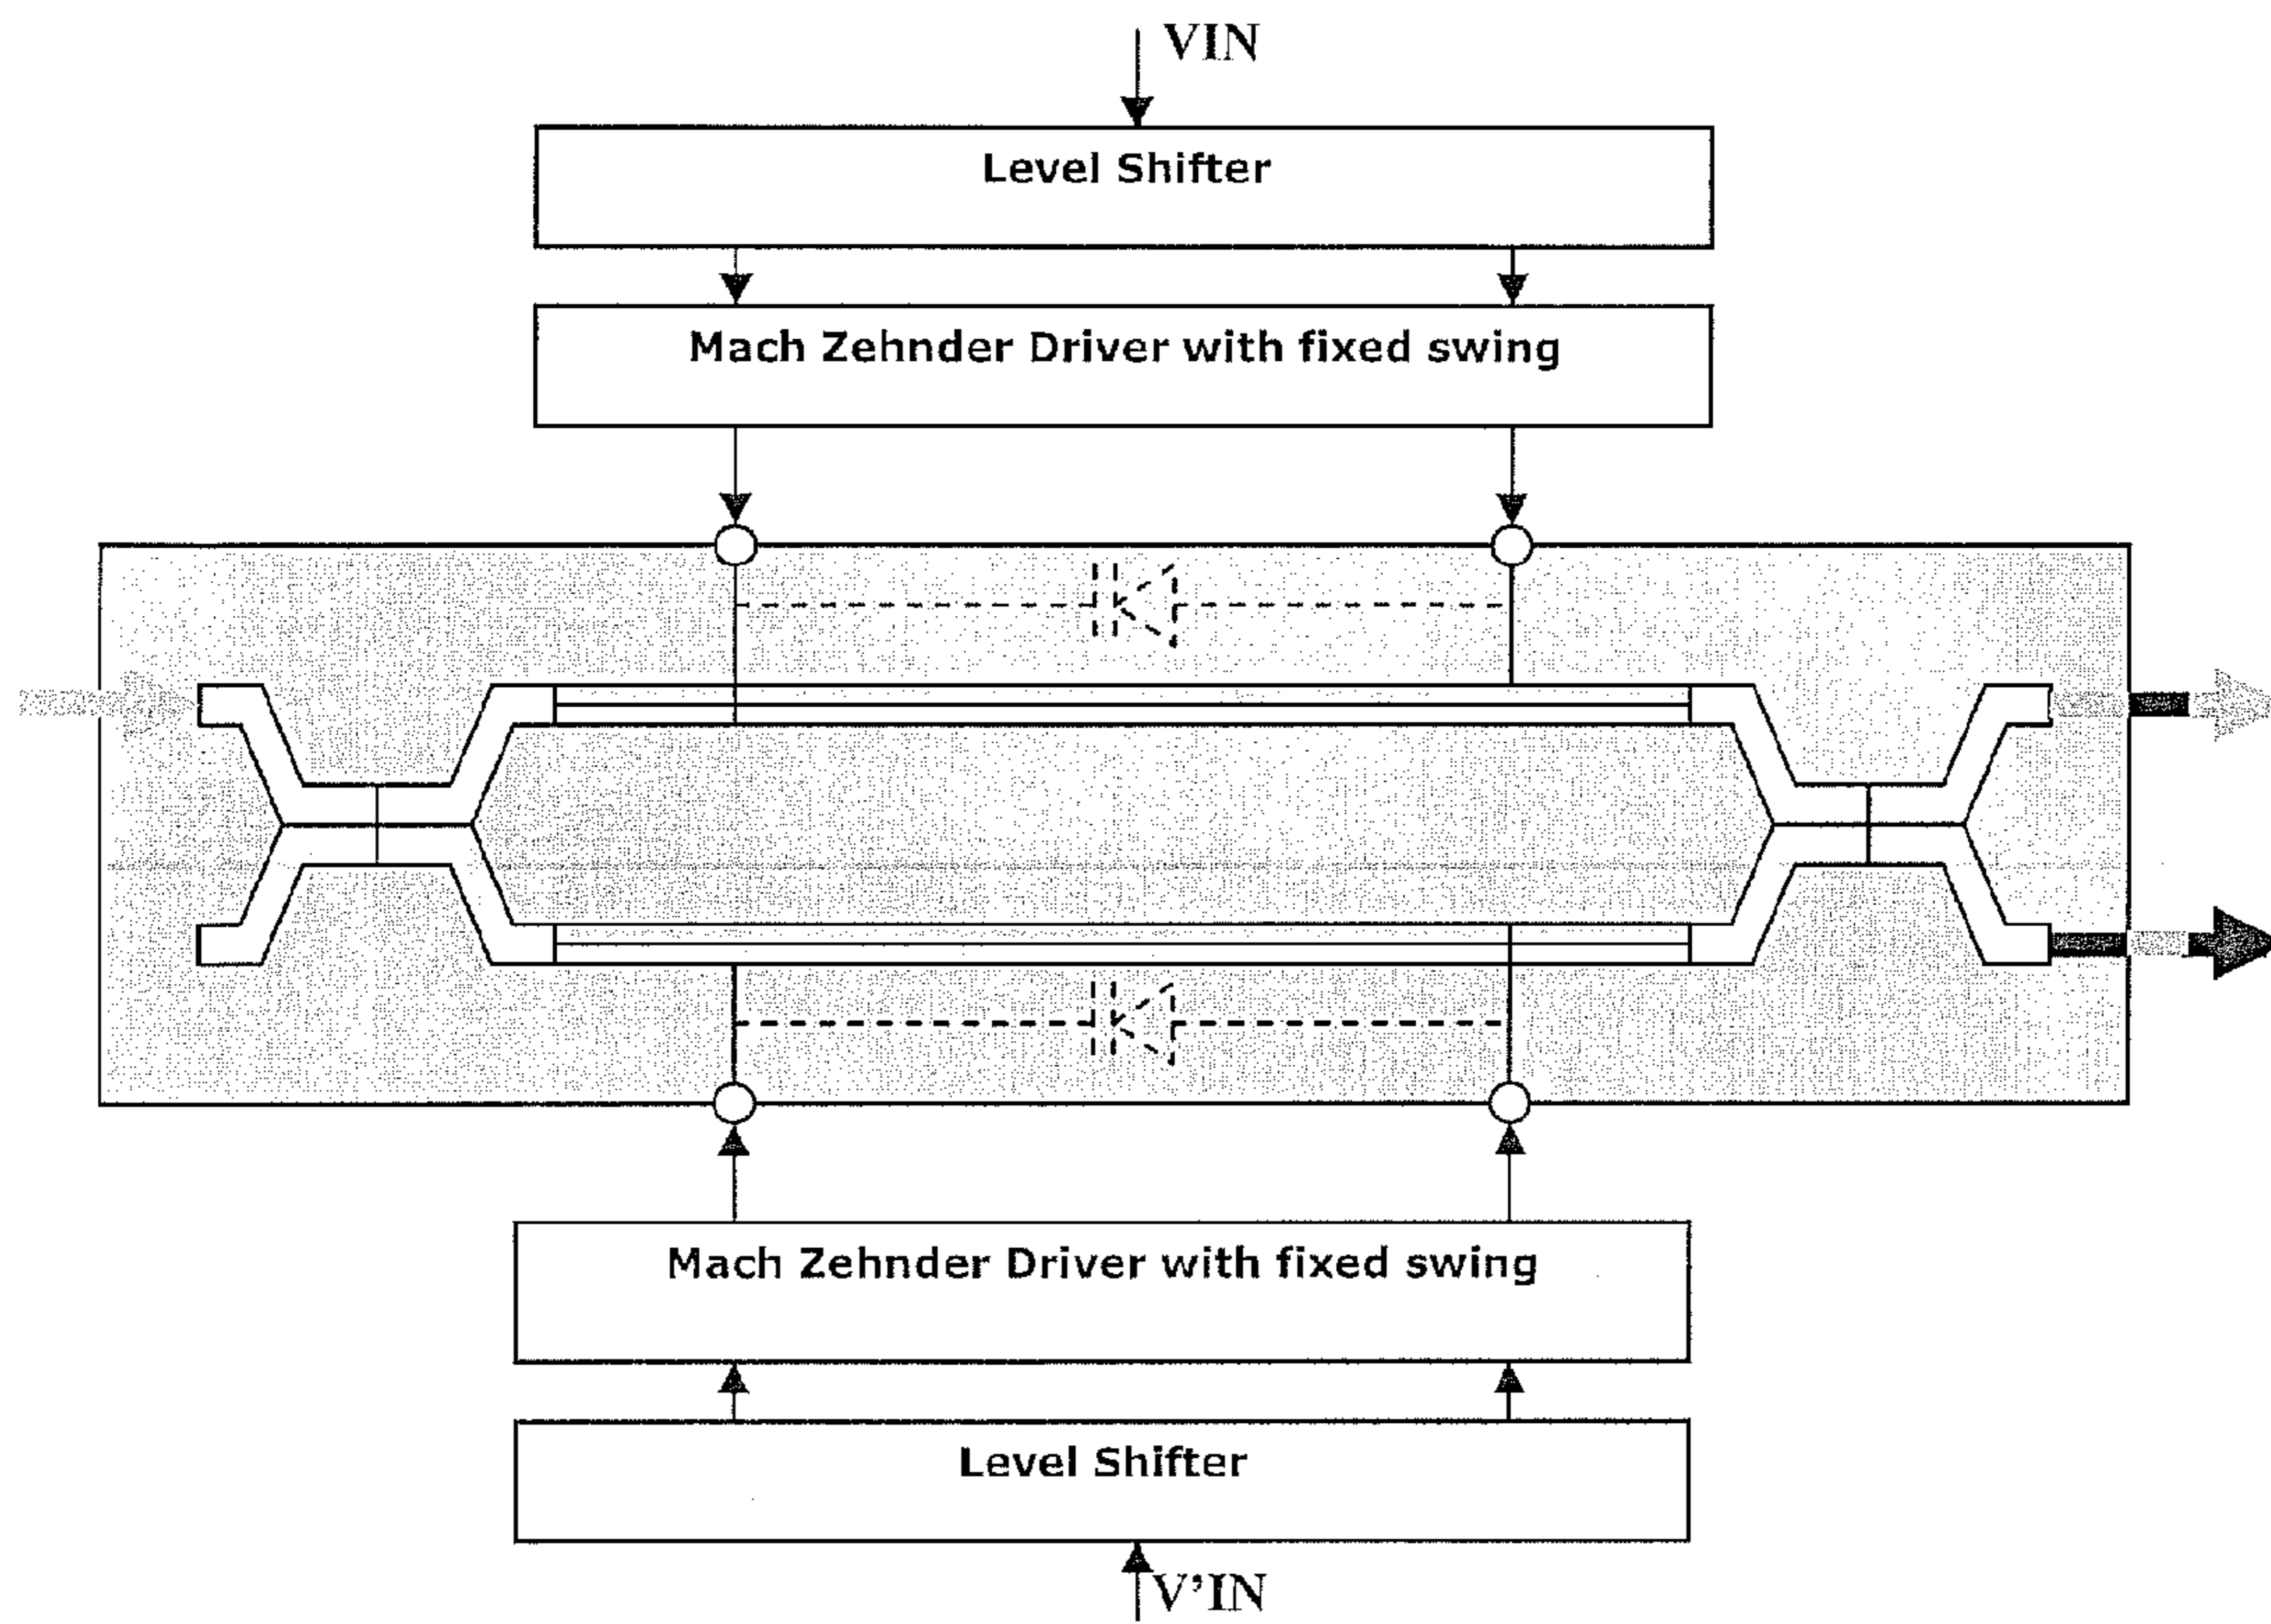 VIN
Level Shifter
Mach Zehnder Driver with fixed swing
Mach Zehnder Driver with fixed swing
Level Shifter
V’IN